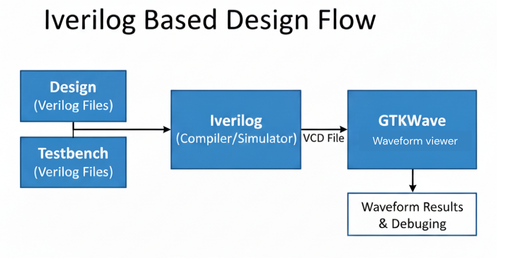 Iverilog Based Design Flow
Design
(Verilog Files)
Testbench
(Verilog Files)
Iverilog
(Compiler/Simulator)
VCD File
GTKWave
Waveform viewer
Waveform Results
& Debuging